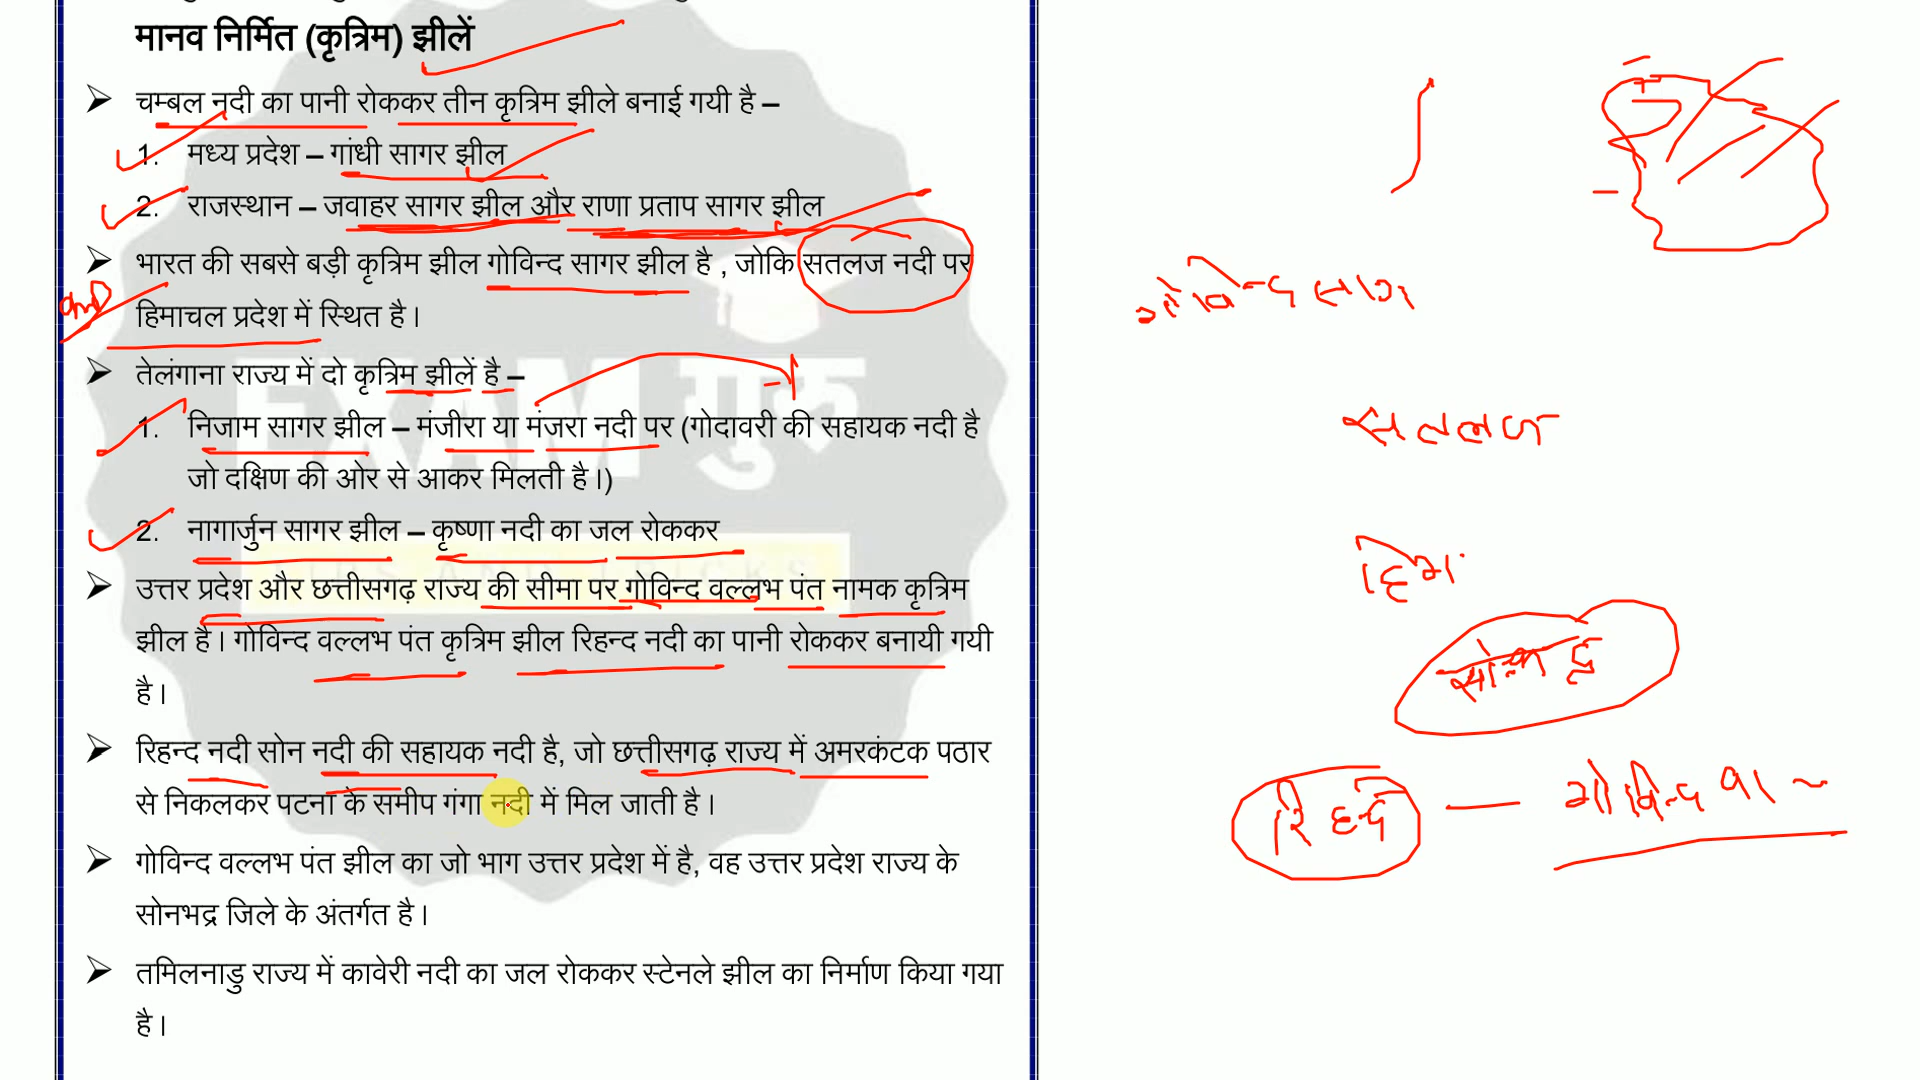 मानव निर्मित (कृत्रिम) झीलें
➤ चम्बल नदी का पानी रोककर तीन कृत्रिम झीले बनाई गयी है –
1. मध्य प्रदेश – गांधी सागर झील
2. राजस्थान – जवाहर सागर झील और राणा प्रताप सागर झील
➤ भारत की सबसे बड़ी कृत्रिम झील गोविन्द सागर झील है , जोकि सतलज नदी पर
हिमाचल प्रदेश में स्थित है।
➤ तेलंगाना राज्य में दो कृत्रिम झीलें है –
1. निजाम सागर झील – मंजीरा या मंजरा नदी पर (गोदावरी की सहायक नदी है
जो दक्षिण की ओर से आकर मिलती है।)
2. नागार्जुन सागर झील – कृष्णा नदी का जल रोककर
➤ उत्तर प्रदेश और छत्तीसगढ़ राज्य की सीमा पर गोविन्द वल्लभ पंत नामक कृत्रिम
झील है। गोविन्द वल्लभ पंत कृत्रिम झील रिहन्द नदी का पानी रोककर बनायी गयी
है।
➤ रिहन्द नदी सोन नदी की सहायक नदी है, जो छत्तीसगढ़ राज्य में अमरकंटक पठार
से निकलकर पटना के समीप गंगा नदी में मिल जाती है।
➤ गोविन्द वल्लभ पंत झील का जो भाग उत्तर प्रदेश में है, वह उत्तर प्रदेश राज्य के
सोनभद्र जिले के अंतर्गत है।
➤ तमिलनाडु राज्य में कावेरी नदी का जल रोककर स्टेनले झील का निर्माण किया गया
है।
EXAM गुरु
TIPS AND TRICKS
गोविन्द सागर
सतलज
हिमा
रिहन्द — गोविन्द